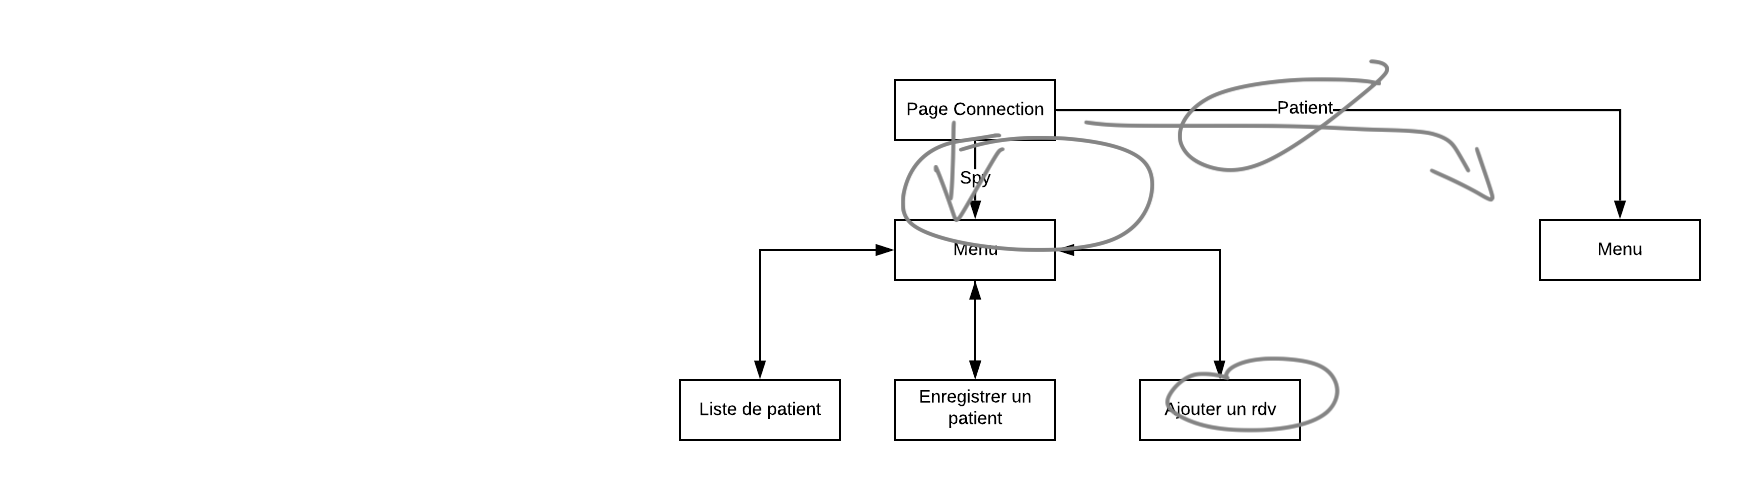 Page Connection
Patient
Spy
Menu
Menu
Liste de patient
Enregistrer un
patient
Ajouter un rdv